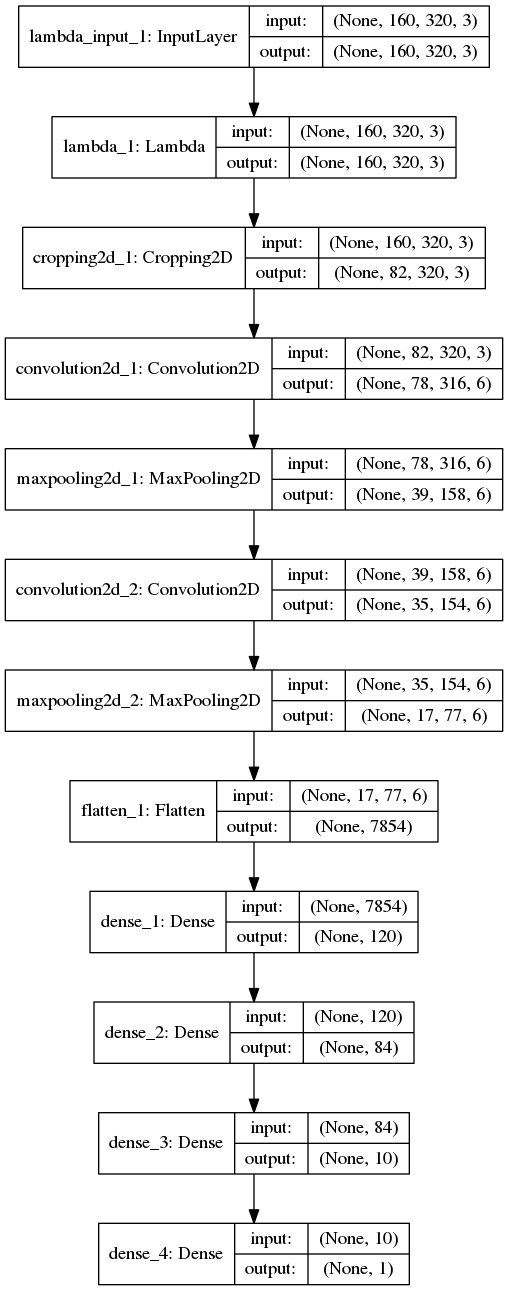 lambda_input_1: InputLayer
input:
(None, 160, 320, 3)
output:
(None, 160, 320, 3)
lambda_1: Lambda
input:
(None, 160, 320, 3)
output:
(None, 160, 320, 3)
cropping2d_1: Cropping2D
input:
(None, 160, 320, 3)
output:
(None, 82, 320, 3)
convolution2d_1: Convolution2D
input:
(None, 82, 320, 3)
output:
(None, 78, 316, 6)
maxpooling2d_1: MaxPooling2D
input:
(None, 78, 316, 6)
output:
(None, 39, 158, 6)
convolution2d_2: Convolution2D
input:
(None, 39, 158, 6)
output:
(None, 35, 154, 6)
maxpooling2d_2: MaxPooling2D
input:
(None, 35, 154, 6)
output:
(None, 17, 77, 6)
flatten_1: Flatten
input:
(None, 17, 77, 6)
output:
(None, 7854)
dense_1: Dense
input:
(None, 7854)
output:
(None, 120)
dense_2: Dense
input:
(None, 120)
output:
(None, 84)
dense_3: Dense
input:
(None, 84)
output:
(None, 10)
dense_4: Dense
input:
(None, 10)
output:
(None, 1)